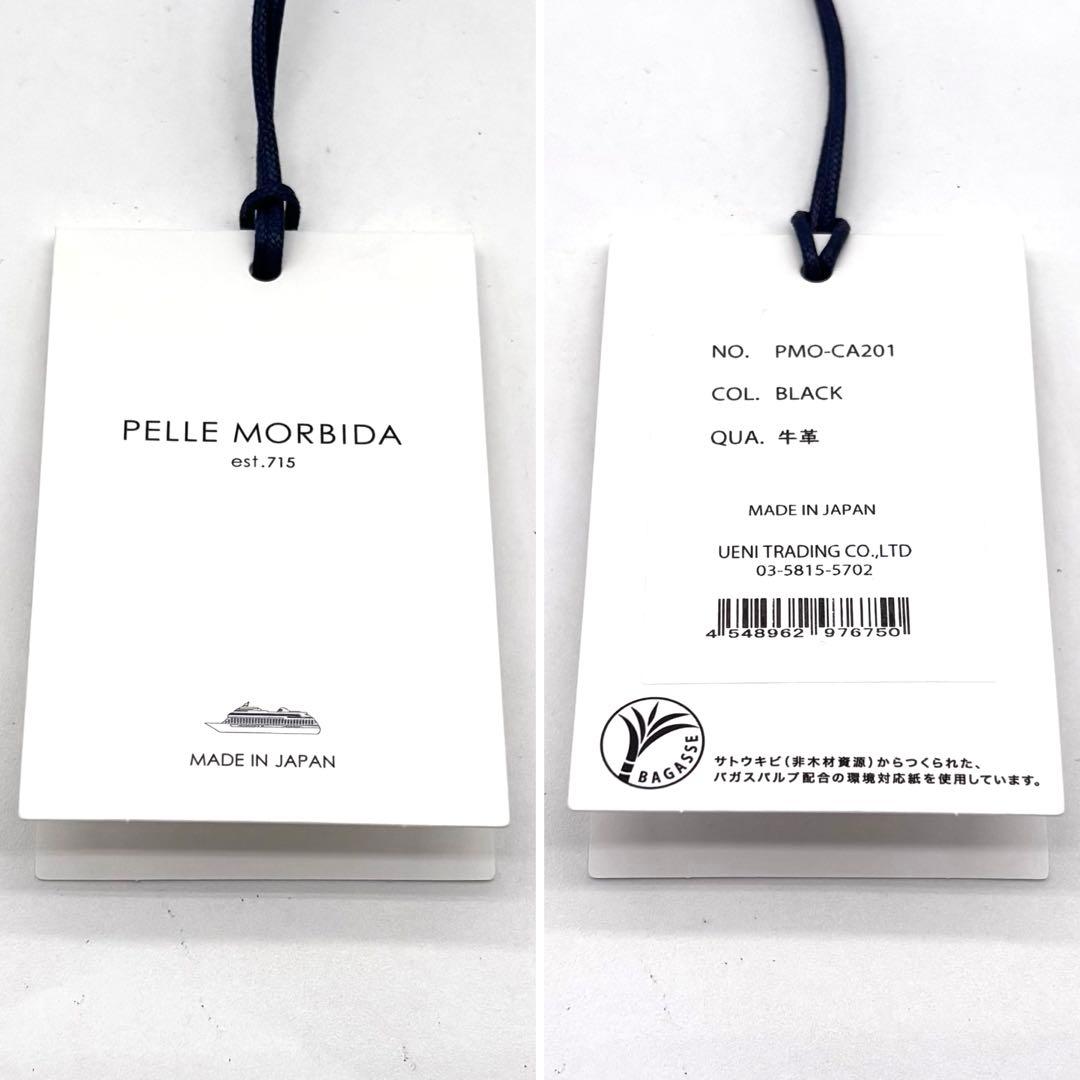 PELLE MORBIDA
est.715
MADE IN JAPAN
NO. PMO-CA201
COL. BLACK
QUA. 牛革
MADE IN JAPAN
UENI TRADING CO.,LTD
03-5815-5702
4 548962 976750
BAGASSE
サトウキビ(非木材資源)からつくられた、
バガスパルプ配合の環境対応紙を使用しています。